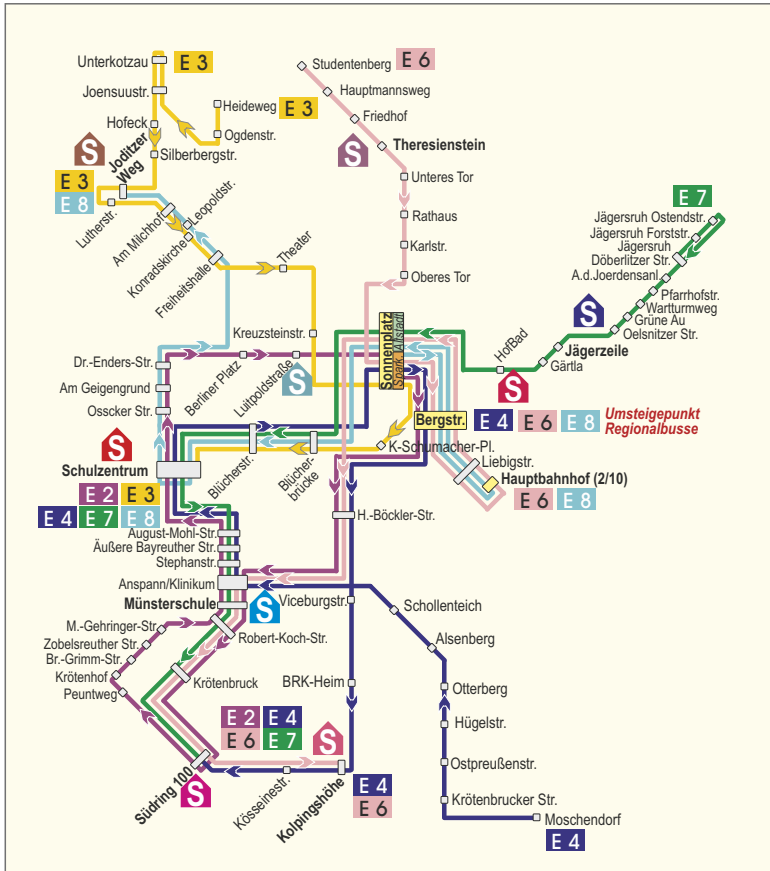 Unterkotzau
E 3
Joensuustr.
Hofeck
Silberbergstr.
Heideweg
E 3
Ogdenstr.
S
Joditzer
Weg
E 3
E 8
Lutherstr.
Am Milchhof
Leopoldstr.
Konradskirche
Freiheitshalle
Theater
Kreuzsteinstr.
Studentenberg
E 6
Hauptmannsweg
Friedhof
S
Theresienstein
Unteres Tor
Rathaus
Karlstr.
Oberes Tor
E 7
Jägersruh Ostendstr.
Jägersruh Forststr.
Jägersruh
Döberlitzer Str.
A.d.Joerdensanl.
Pfarrhofstr.
Wartturmweg
Grüne Au
Oelsnitzer Str.
S
Jägerzeile
Gärtla
HofBad
S
Sonnenplatz
Spark.
Altstadt
Dr.-Enders-Str.
Am Geigengrund
Osscker Str.
Berliner Platz
Luitpoldstraße
S
Bergstr.
E 4
E 6
E 8
Umsteigepunkt
Regionalbusse
K-Schumacher-Pl.
Liebigstr.
Hauptbahnhof (2/10)
E 6
E 8
S
Schulzentrum
E 2
E 3
E 4
E 7
E 8
Blücherstr.
Blücher-
brücke
H.-Böckler-Str.
August-Mohl-Str.
Äußere Bayreuther Str.
Stephanstr.
Anspann/Klinikum
Münsterschule
S
Viceburgstr.
Schollenteich
Alsenberg
M.-Gehringer-Str.
Zobelsreuther Str.
Br.-Grimm-Str.
Krötenhof
Peuntweg
Robert-Koch-Str.
Krötenbruck
BRK-Heim
Otterberg
Hügelstr.
Ostpreußenstr.
Krötenbrucker Str.
Moschendorf
E 4
E 2
E 4
E 6
E 7
S
Südring 100
S
Kösseinestr.
Kolpingshöhe
E 4
E 6